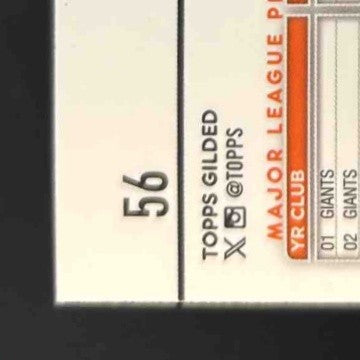 56
TOPPS GILDED
X @TOPPS
MAJOR LEAGUE
YR CLUB
01 GIANTS
02 GIANTS